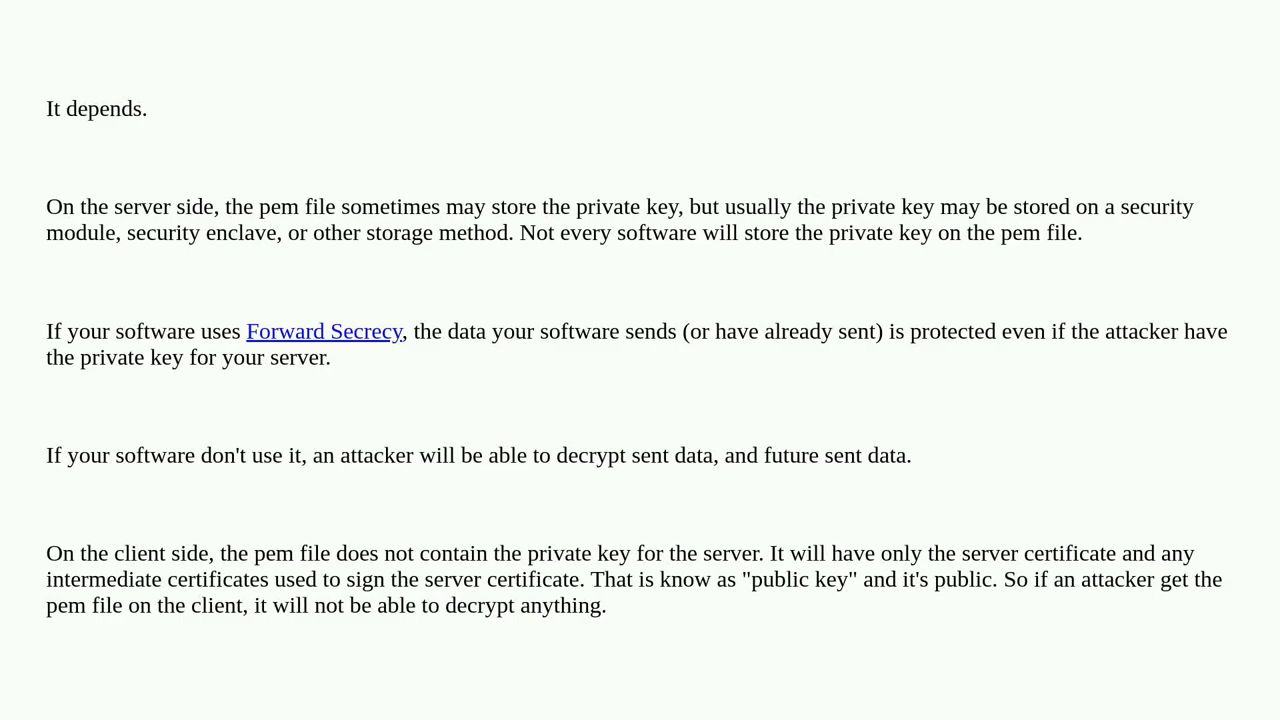 It depends.
On the server side, the pem file sometimes may store the private key, but usually the private key may be stored on a security
module, security enclave, or other storage method. Not every software will store the private key on the pem file.
If your software uses Forward Secrecy, the data your software sends (or have already sent) is protected even if the attacker have
the private key for your server.
If your software don't use it, an attacker will be able to decrypt sent data, and future sent data.
On the client side, the pem file does not contain the private key for the server. It will have only the server certificate and any
intermediate certificates used to sign the server certificate. That is know as "public key" and it's public. So if an attacker get the
pem file on the client, it will not be able to decrypt anything.